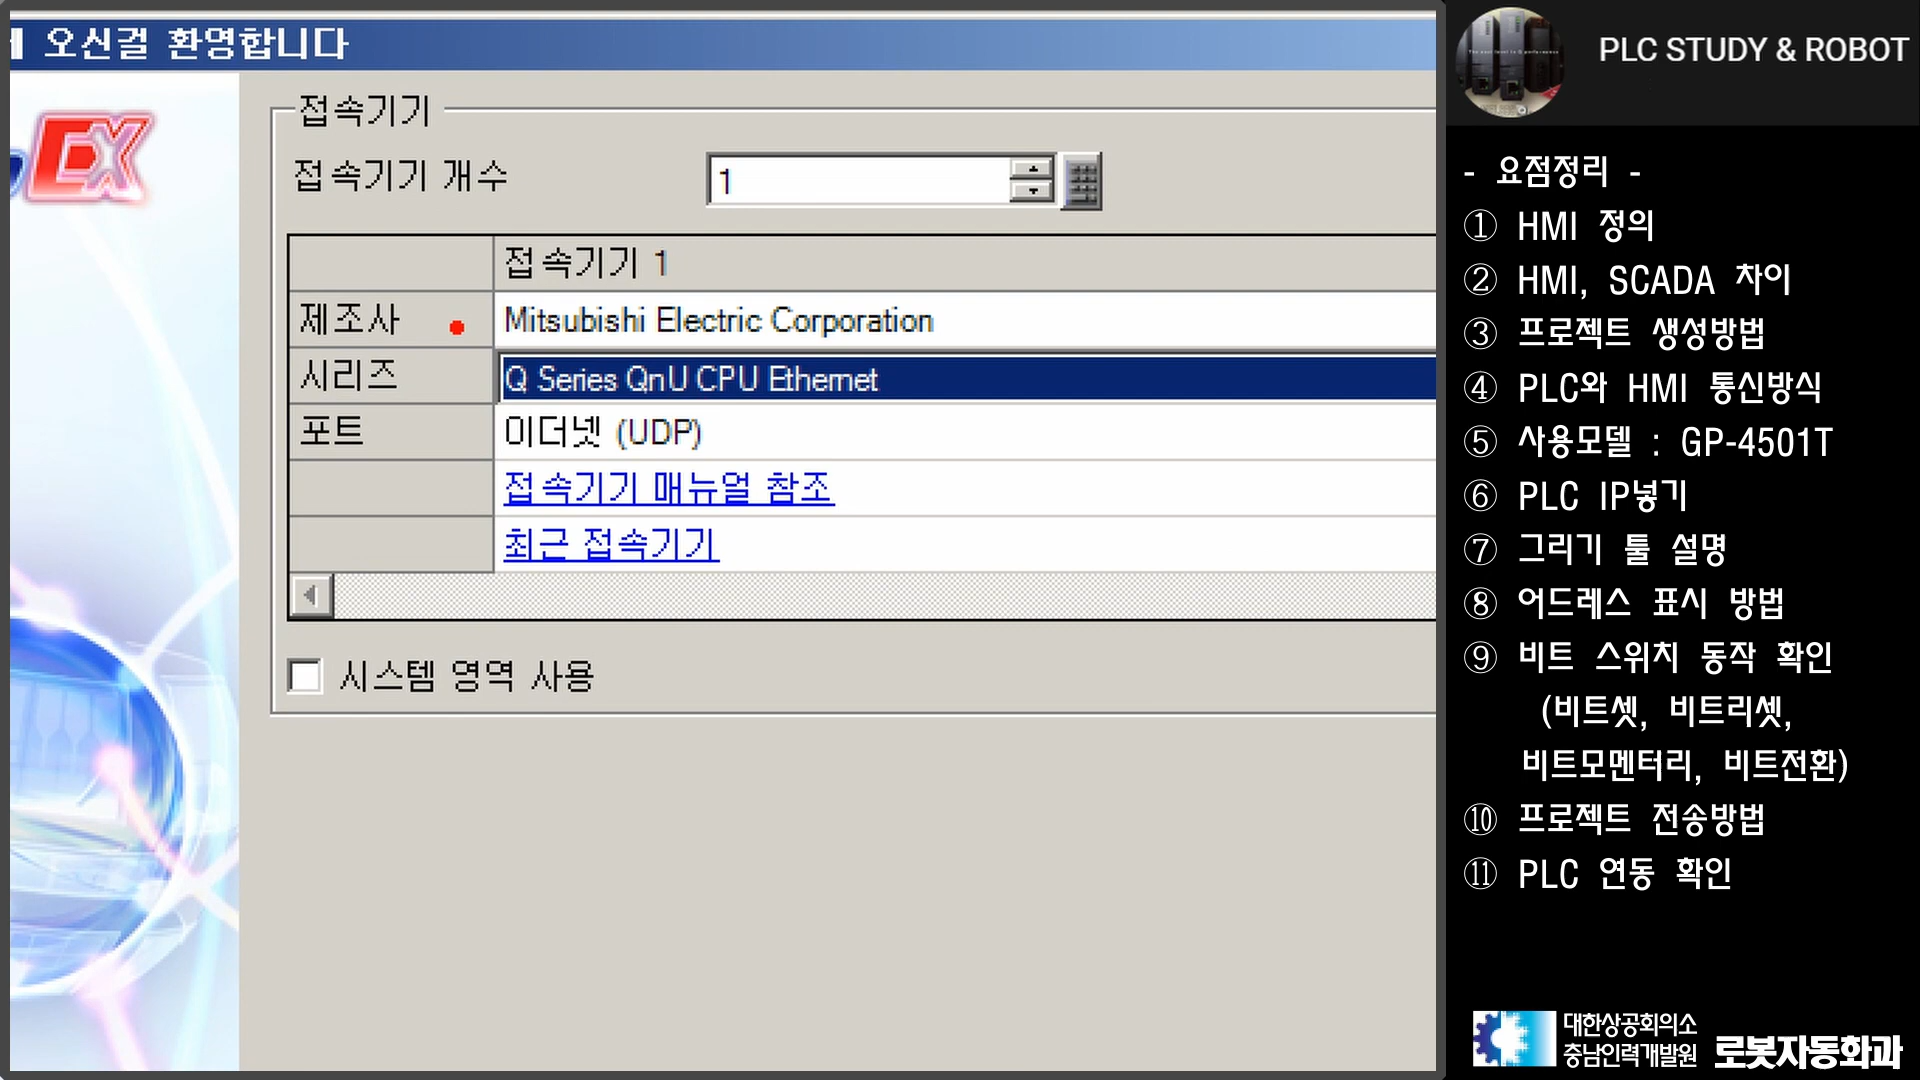 오신걸 환영합니다
EX
접속기기
접속기기 개수
1
접속기기 1
제조사
Mitsubishi Electric Corporation
시리즈
Q Series QnU CPU Ethernet
포트
이더넷 (UDP)
접속기기 매뉴얼 참조
최근 접속기기
시스템 영역 사용
PLC STUDY & ROBOT
- 요점정리 -
① HMI 정의
② HMI, SCADA 차이
③ 프로젝트 생성방법
④ PLC와 HMI 통신방식
⑤ 사용모델 : GP-4501T
⑥ PLC IP넣기
⑦ 그리기 툴 설명
⑧ 어드레스 표시 방법
⑨ 비트 스위치 동작 확인
(비트셋, 비트리셋,
비트모멘터리, 비트전환)
⑩ 프로젝트 전송방법
⑪ PLC 연동 확인
대한상공회의소
충남인력개발원
로봇자동화과